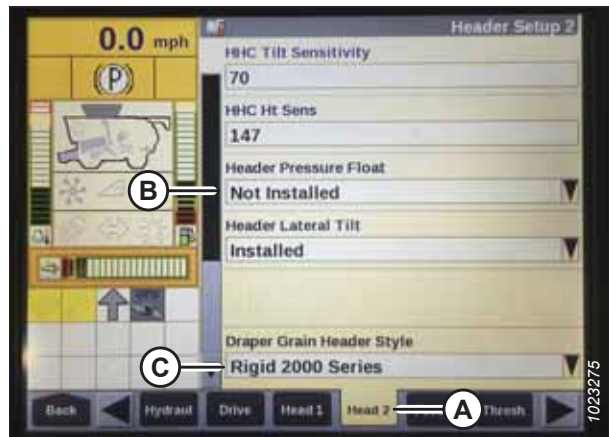 0.0 mph
Header Setup 2
(P)
HHC Tilt Sensitivity
70
HHC Ht Sens
147
Header Pressure Float
B
Not Installed
Header Lateral Tilt
Installed
Draper Grain Header Style
C
Rigid 2000 Series
Back
Hydraul
Drive
Head 1
Head 2
A
Thresh
1023275